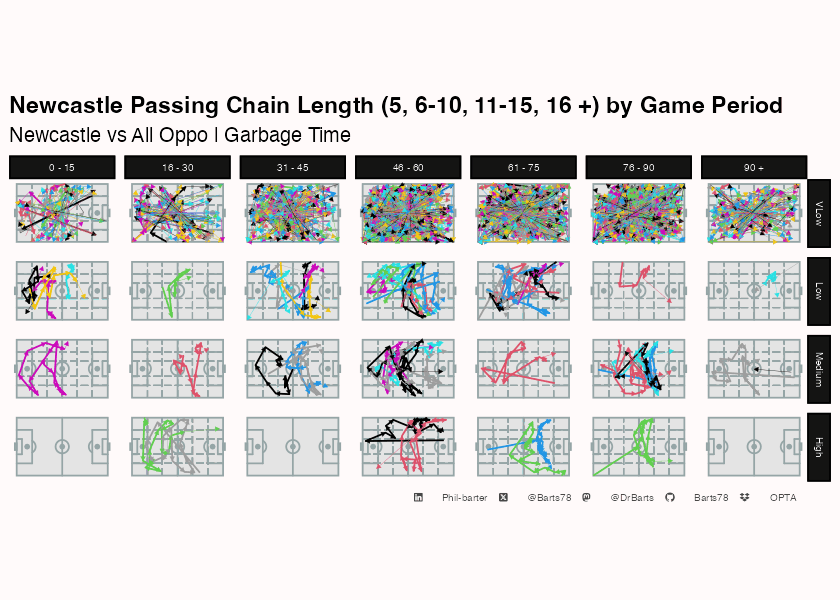 Newcastle Passing Chain Length (5, 6-10, 11-15, 16 +) by Game Period
Newcastle vs All Oppo | Garbage Time
0 - 15 16 - 30 31 - 45 46 - 60 61 - 75 76 - 90 90 +
VLow
Low
Medium
High
Phil-barter @Barts78 @DrBarts Barts78 OPTA